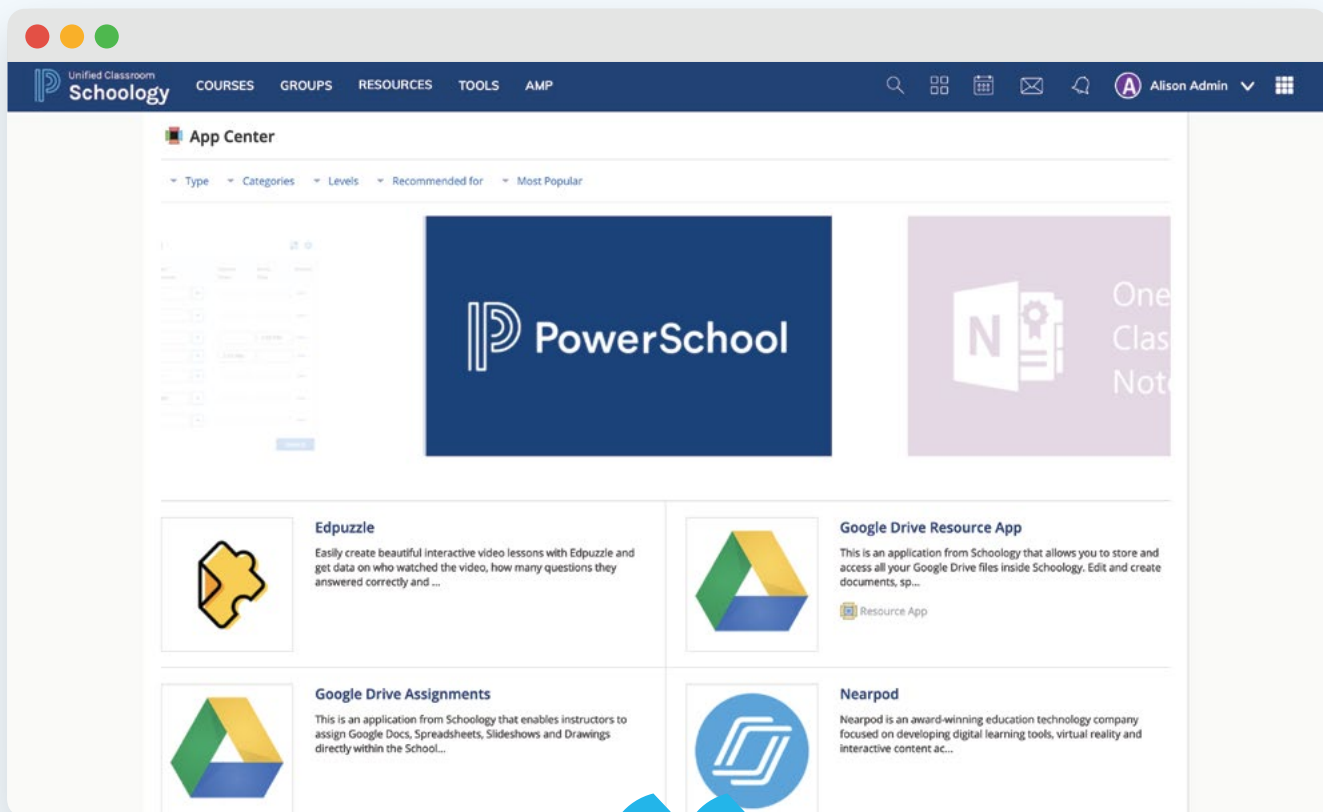 Unified Classroom
Schoology
COURSES GROUPS RESOURCES TOOLS AMP
A Alison Admin
App Center
Type Categories Levels Recommended for Most Popular
PowerSchool
N
One
Clas
Not
Edpuzzle
Easily create beautiful interactive video lessons with Edpuzzle and
get data on who watched the video, how many questions they
answered correctly and ...
Google Drive Resource App
This is an application from Schoology that allows you to store and
access all your Google Drive files inside Schoology. Edit and create
documents, sp...
Resource App
Google Drive Assignments
This is an application from Schoology that enables instructors to
assign Google Docs, Spreadsheets, Slideshows and Drawings
directly within the School...
Nearpod
Nearpod is an award-winning education technology company
focused on developing digital learning tools, virtual reality and
interactive content ac...